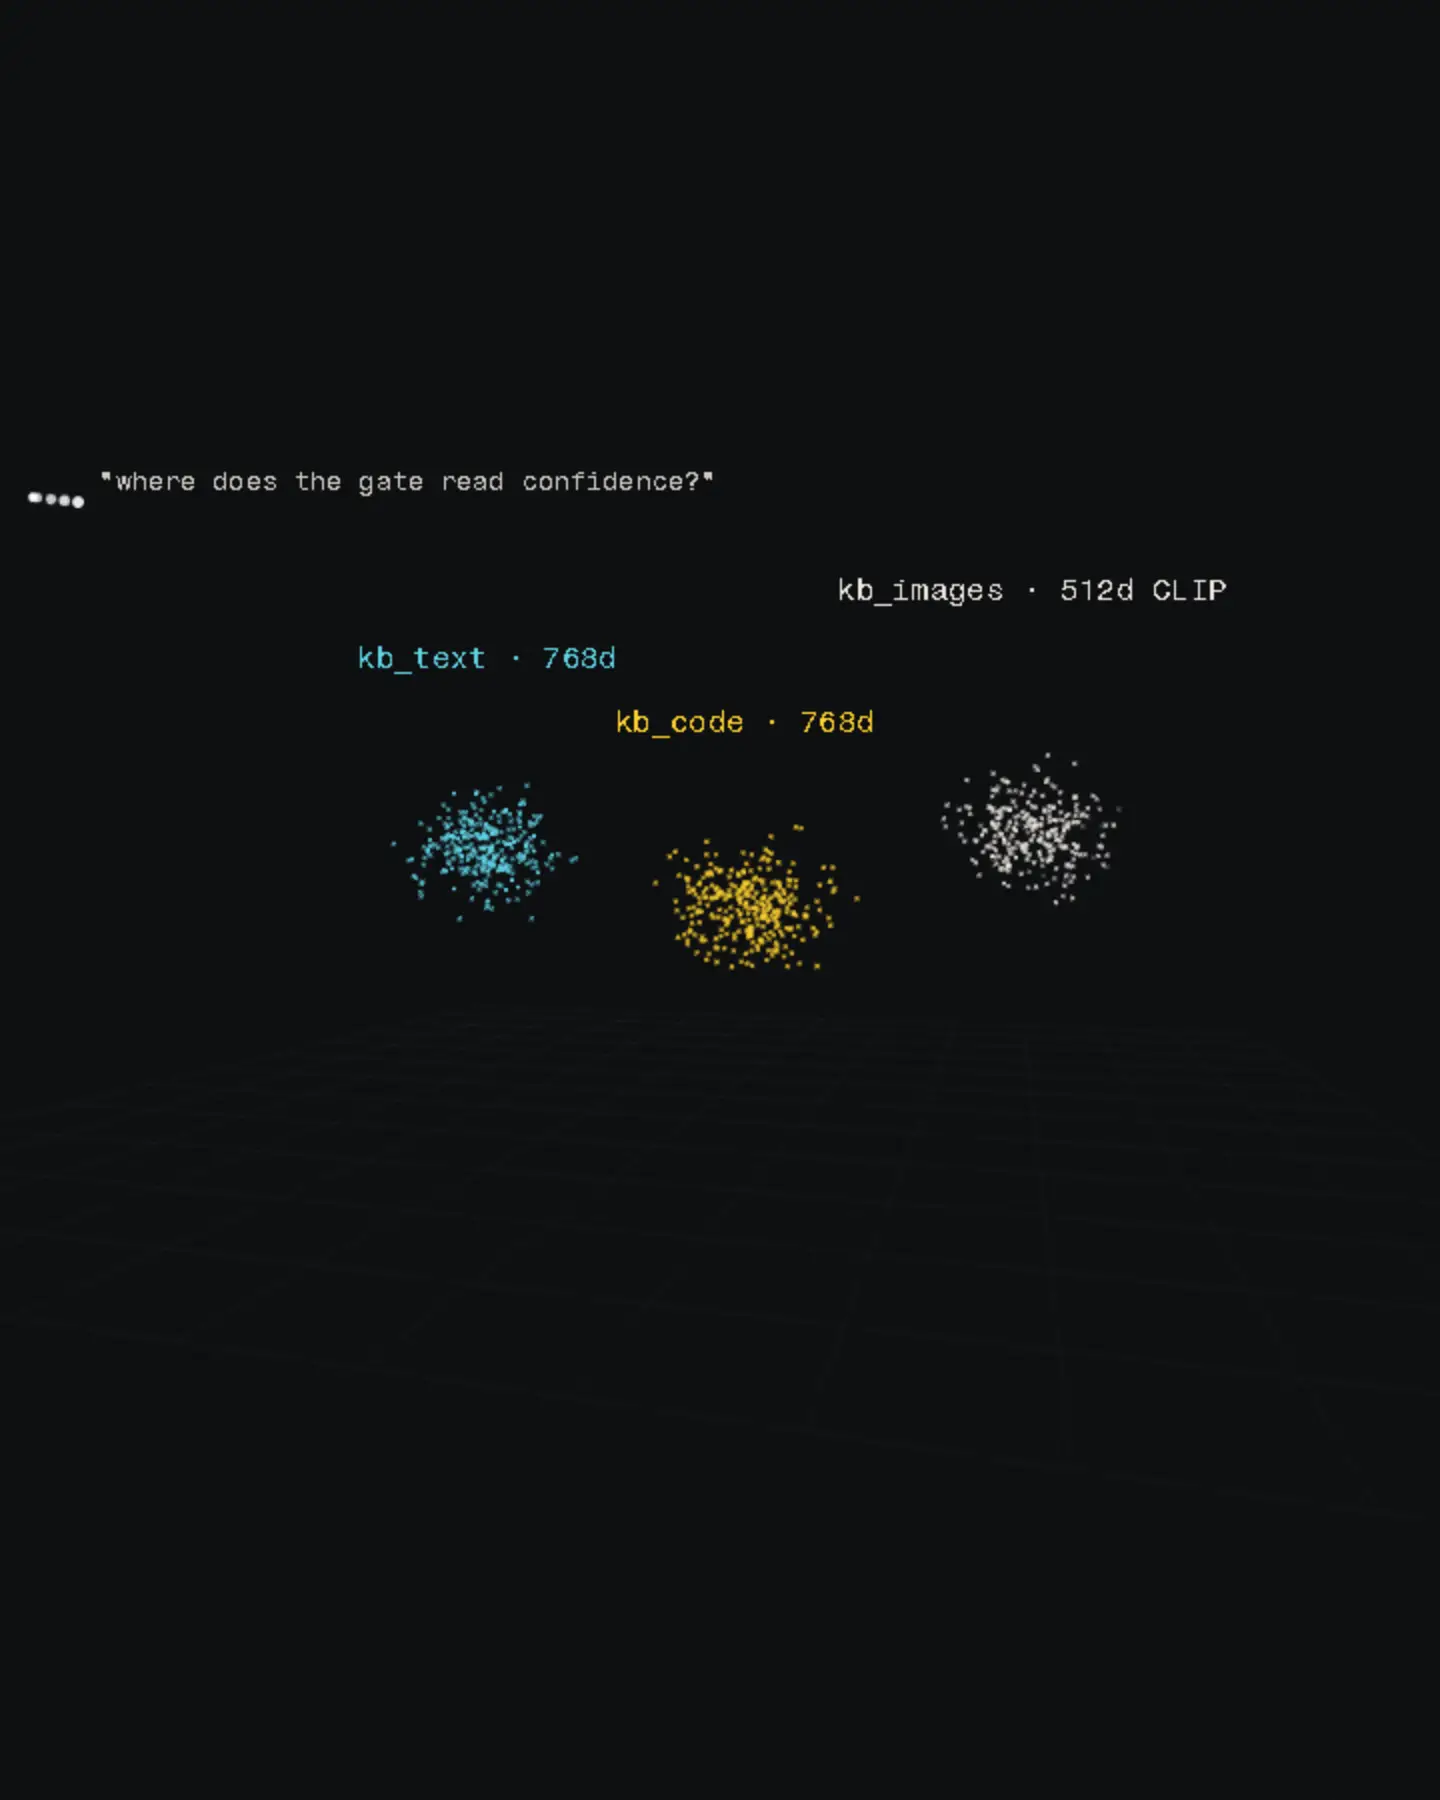 "where does the gate read confidence?"
kb_images · 512d CLIP
kb_text · 768d
kb_code · 768d